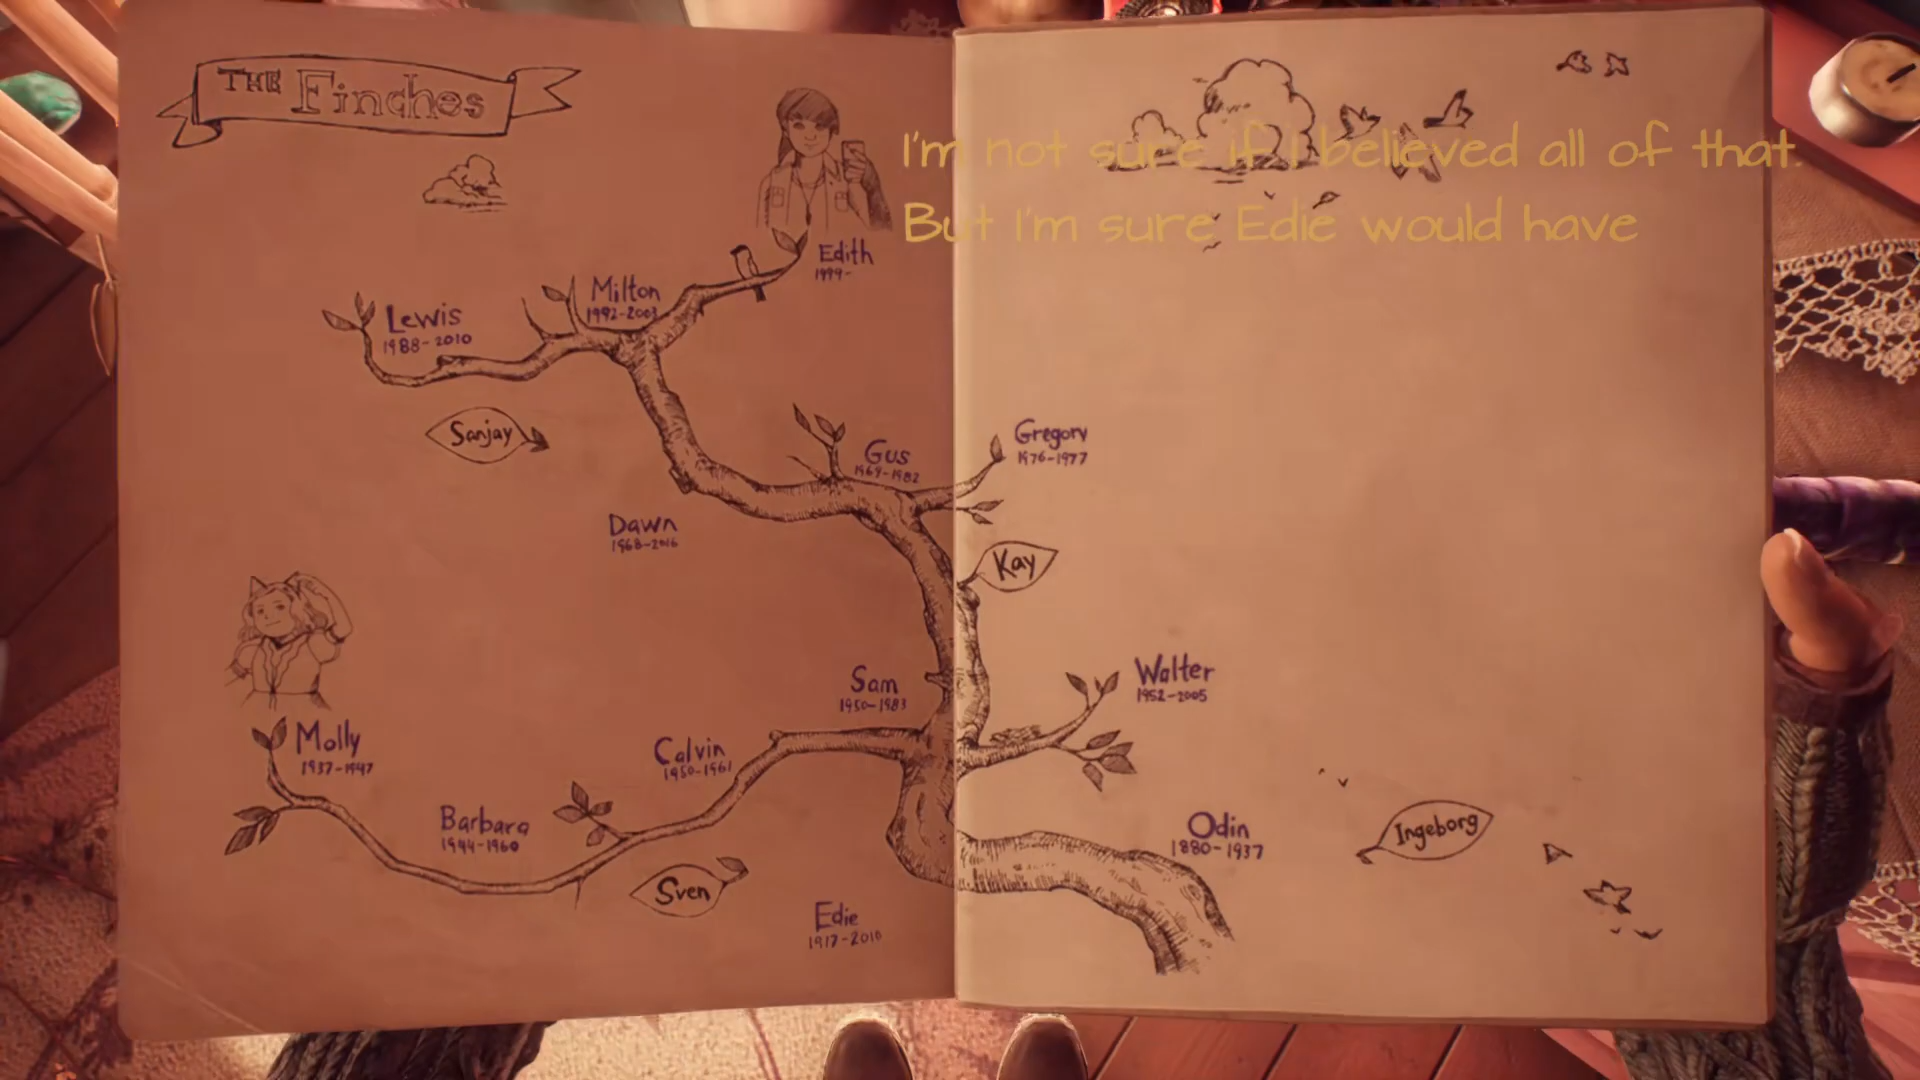 THE Finches
I'm not sure if I believed all of that.
But I'm sure Edie would have
Edith
1999-
Milton
1992-2003
Lewis
1988-2010
Sanjay
Gus
1969-1982
Gregory
1976-1977
Dawn
1968-2016
Kay
Sam
1950-1983
Walter
1952-2005
Molly
1937-1947
Calvin
1950-1961
Barbara
1944-1960
Sven
Edie
1917-2010
Odin
1880-1937
Ingeborg